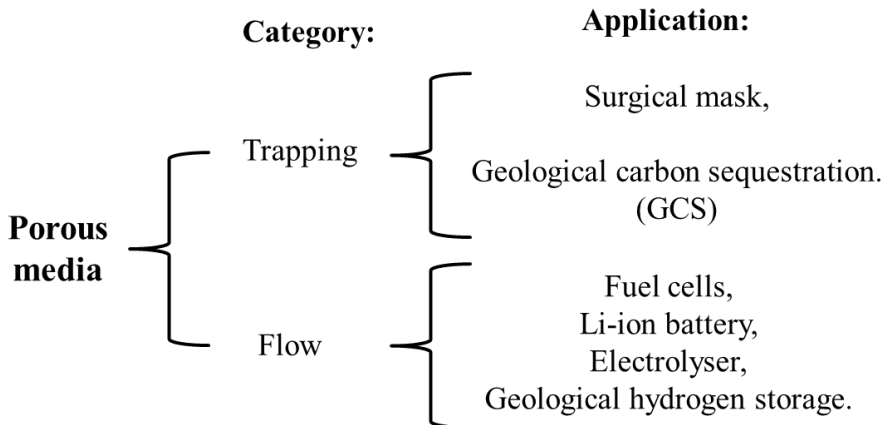 Category:
Application:
Porous
media
Trapping
Surgical mask,
Geological carbon sequestration.
(GCS)
Flow
Fuel cells,
Li-ion battery,
Electrolyser,
Geological hydrogen storage.